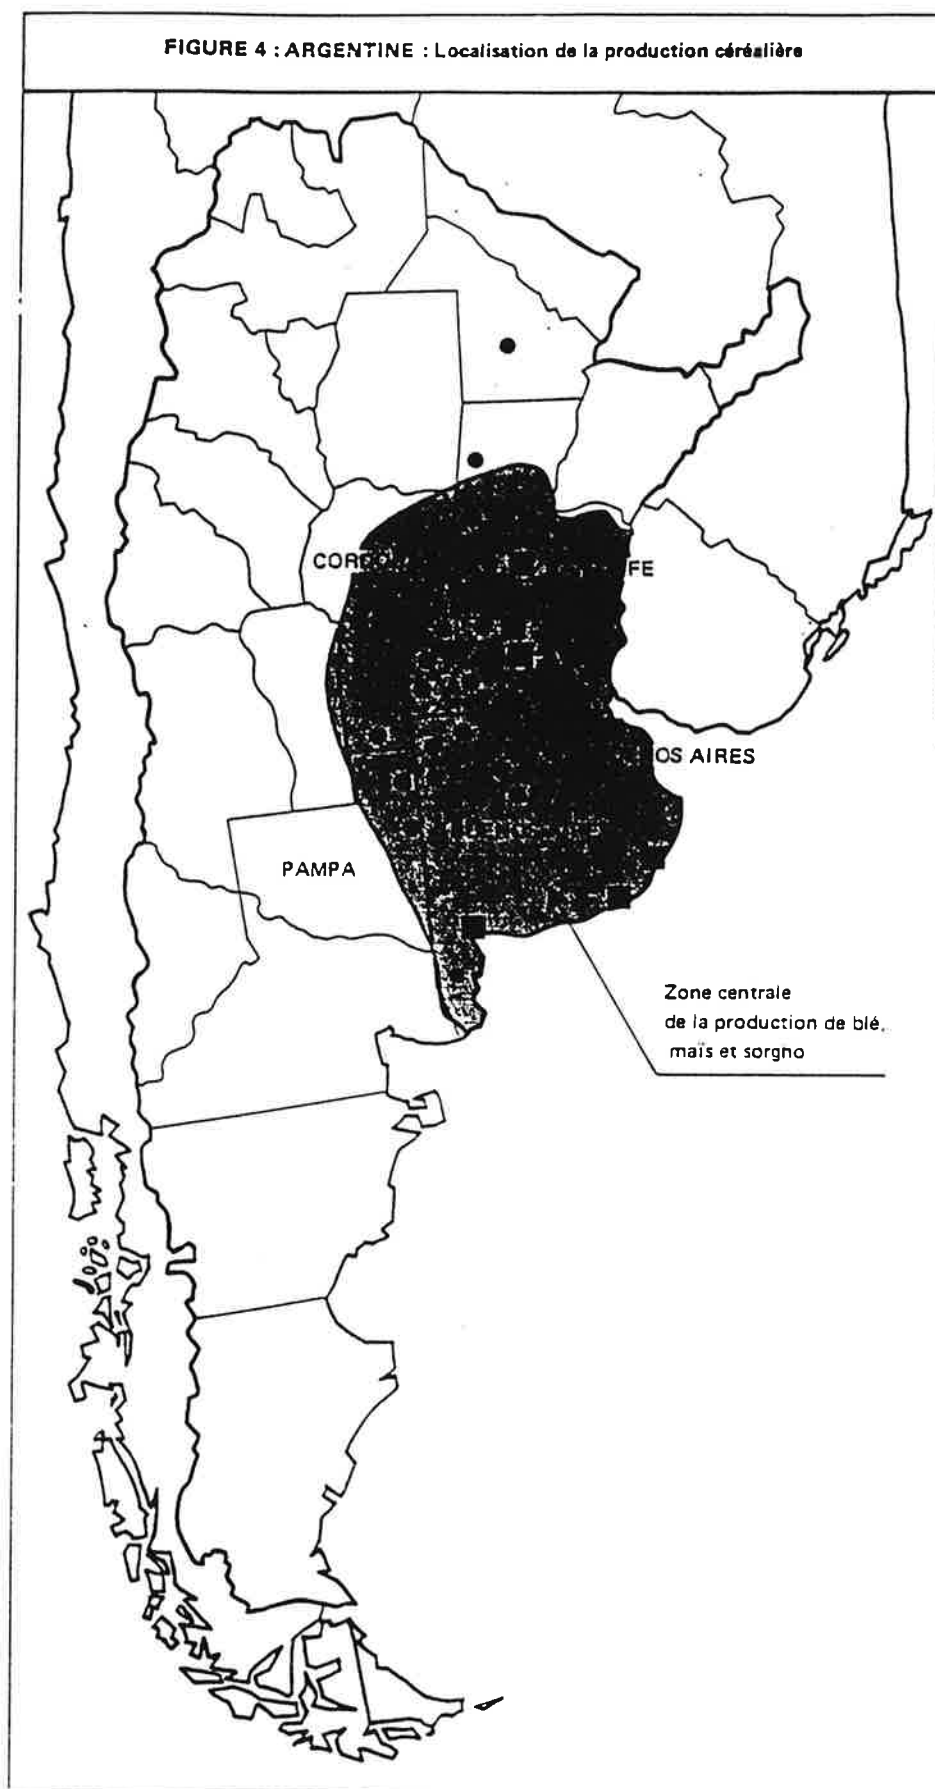 FIGURE 4 : ARGENTINE : Localisation de la production céréalière
FE
OS AIRES
PAMPA
Zone centrale
de la production de blé,
maïs et sorgho